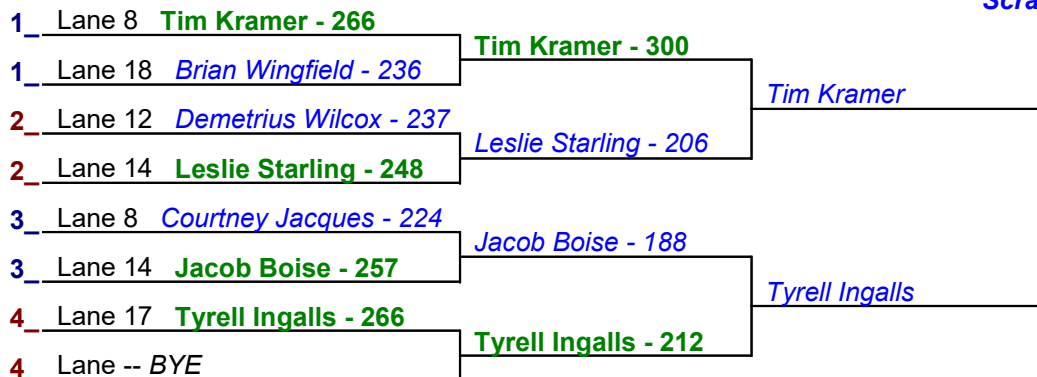 Scra
1_ Lane 8 Tim Kramer - 266
Tim Kramer - 300
1_ Lane 18 Brian Wingfield - 236
Tim Kramer
2_ Lane 12 Demetrius Wilcox - 237
Leslie Starling - 206
2_ Lane 14 Leslie Starling - 248
3_ Lane 8 Courtney Jacques - 224
Jacob Boise - 188
3_ Lane 14 Jacob Boise - 257
Tyrell Ingalls
4_ Lane 17 Tyrell Ingalls - 266
Tyrell Ingalls - 212
4 Lane -- BYE